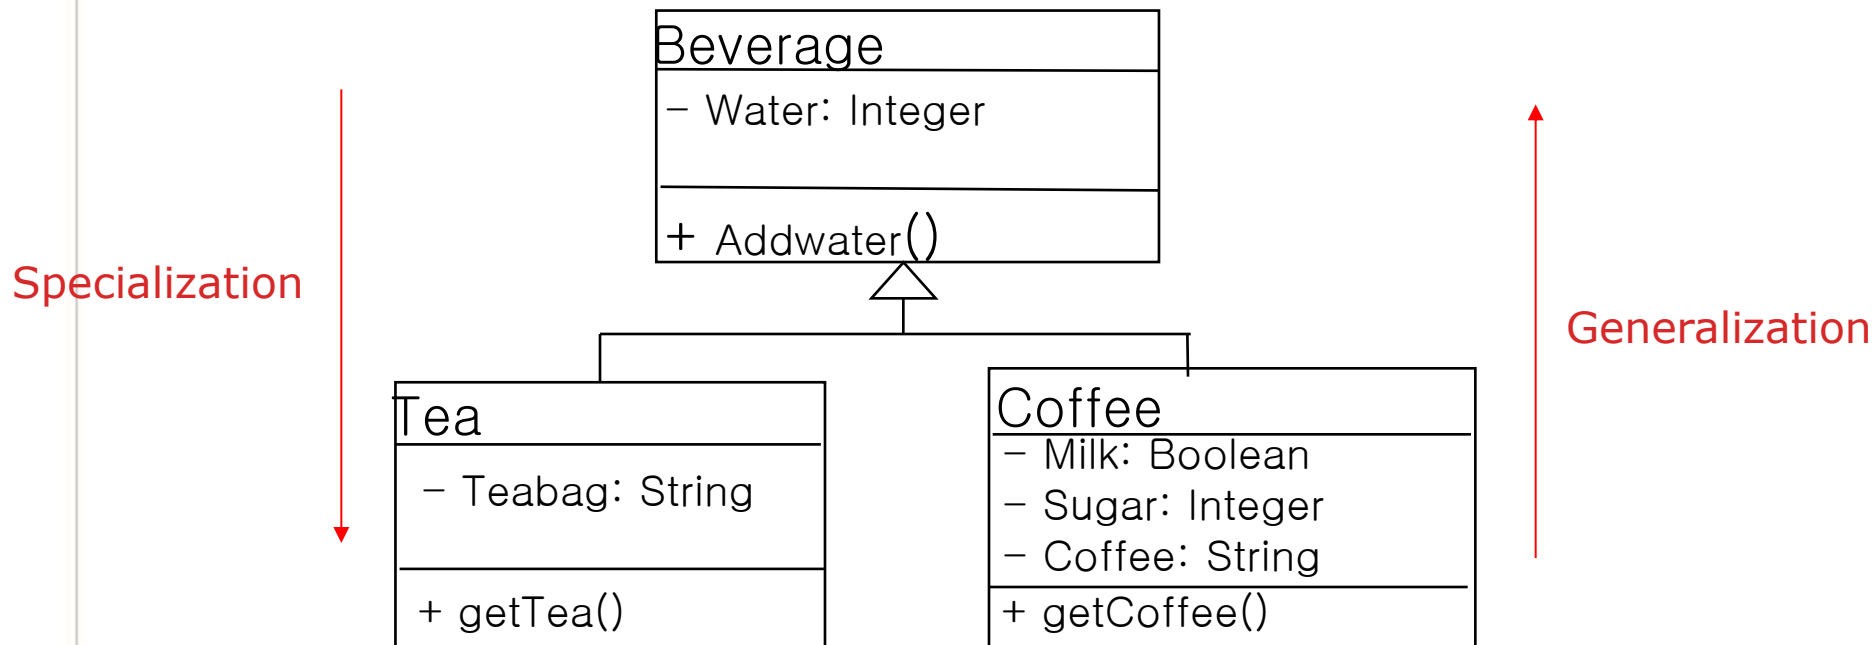 Beverage
- Water: Integer
+ Addwater()
Specialization
Generalization
Tea
- Teabag: String
+ getTea()
Coffee
- Milk: Boolean
- Sugar: Integer
- Coffee: String
+ getCoffee()